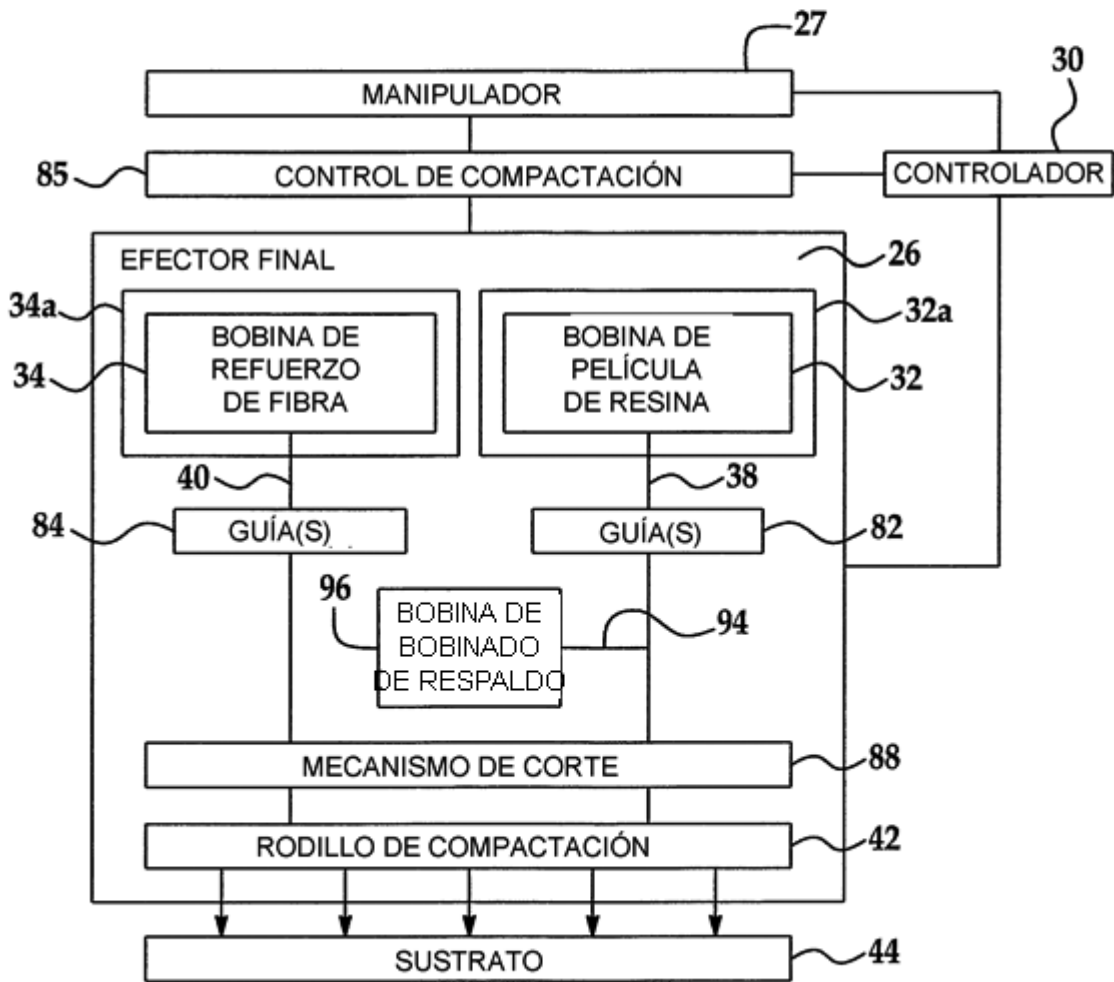 27
MANIPULADOR
30
85
CONTROL DE COMPACTACIÓN
CONTROLADOR
EFECTOR FINAL
26
34a
32a
BOBINA DE
REFUERZO
DE FIBRA
34
BOBINA DE
PELÍCULA
DE RESINA
32
40
38
84
GUÍA(S)
GUÍA(S)
82
96
BOBINA DE
BOBINADO
DE RESPALDO
94
MECANISMO DE CORTE
88
RODILLO DE COMPACTACIÓN
42
SUSTRATO
44